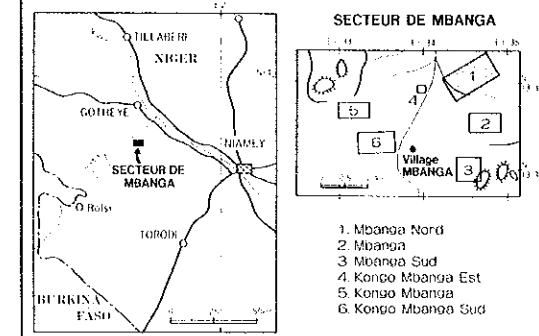 SECTEUR DE MBANGA
TILLABERI
NIGER
GOTHEYE
NIAMEY
SECTEUR DE
MBANGA
TORODI
BURKINA
FASO
0
1
2
3
4
5
6
Village
MBANGA
1. Mbanga Nord
2. Mbanga
3 Mbanga Sud
4. Kongo Mbanga Est
5. Kongo Mbanga
6. Kongo Mbanga Sud